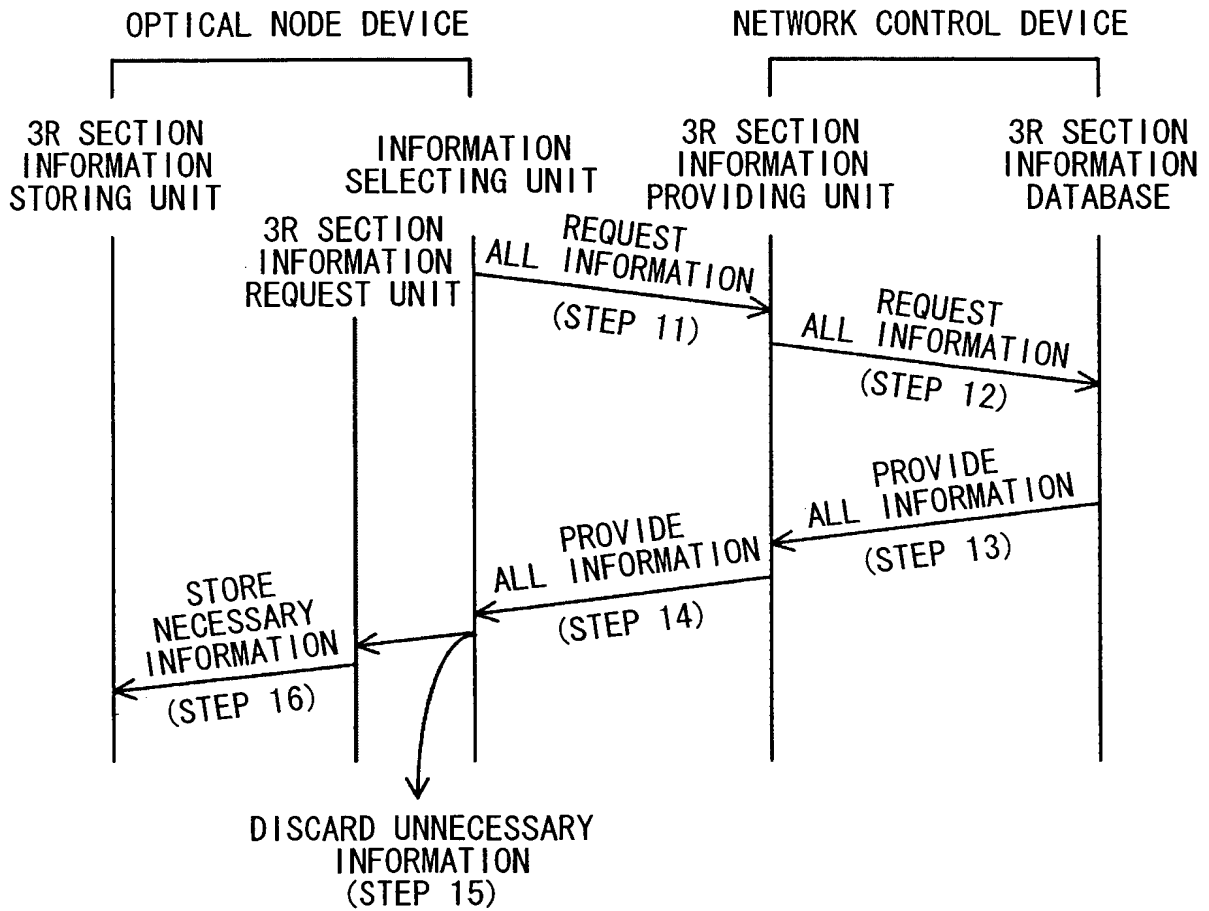 OPTICAL NODE DEVICE
NETWORK CONTROL DEVICE
3R SECTION
INFORMATION
STORING UNIT
INFORMATION
SELECTING UNIT
3R SECTION
INFORMATION
PROVIDING UNIT
3R SECTION
INFORMATION
DATABASE
3R SECTION
INFORMATION
REQUEST UNIT
REQUEST
ALL INFORMATION
(STEP 11)
REQUEST
ALL INFORMATION
(STEP 12)
PROVIDE
ALL INFORMATION
(STEP 13)
PROVIDE
ALL INFORMATION
(STEP 14)
STORE
NECESSARY
INFORMATION
(STEP 16)
DISCARD UNNECESSARY
INFORMATION
(STEP 15)